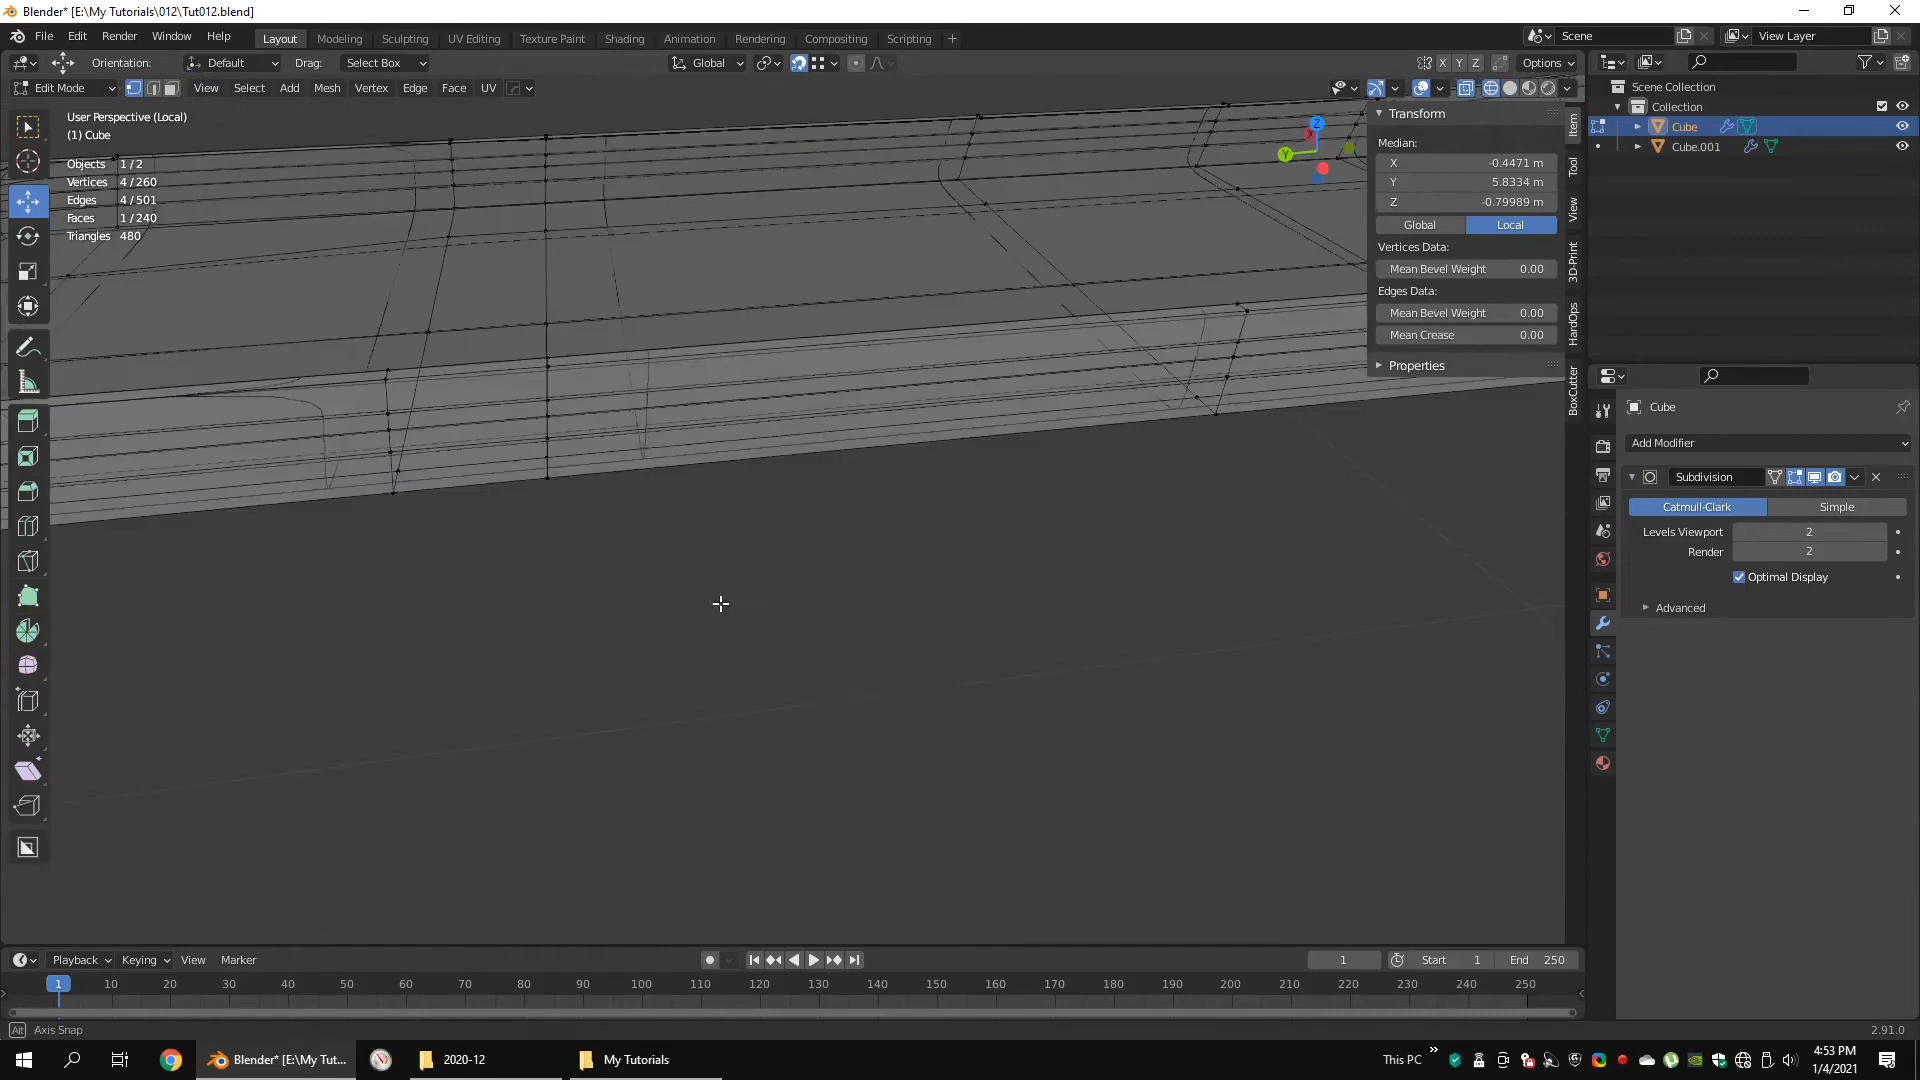 Blender* [E:\My Tutorials\012\Tut012.blend]
File Edit Render Window Help Layout Modeling Sculpting UV Editing Texture Paint Shading Animation Rendering Compositing Scripting + Scene View Layer
Orientation: Default Drag: Select Box Global X Y Z Options
Edit Mode View Select Add Mesh Vertex Edge Face UV
User Perspective (Local)
(1) Cube
Objects 1 / 2
Vertices 4 / 260
Edges 4 / 501
Faces 1 / 240
Triangles 480
Z
X
Y
Transform
Median:
X -0.4471 m
Y 5.8334 m
Z -0.79989 m
Global Local
Vertices Data:
Mean Bevel Weight 0.00
Edges Data:
Mean Bevel Weight 0.00
Mean Crease 0.00
Properties
Item
Tool
View
3D-Print
HardOps
BoxCutter
Scene Collection
Collection
Cube
Cube.001
Cube
Add Modifier
Subdivision
Catmull-Clark Simple
Levels Viewport 2
Render 2
Optimal Display
Advanced
Playback Keying View Marker 1 Start 1 End 250
1 10 20 30 40 50 60 70 80 90 100 110 120 130 140 150 160 170 180 190 200 210 220 230 240 250
Alt Axis Snap 2.91.0
Blender* [E:\My Tut... 2020-12 My Tutorials This PC 4:53 PM
1/4/2021